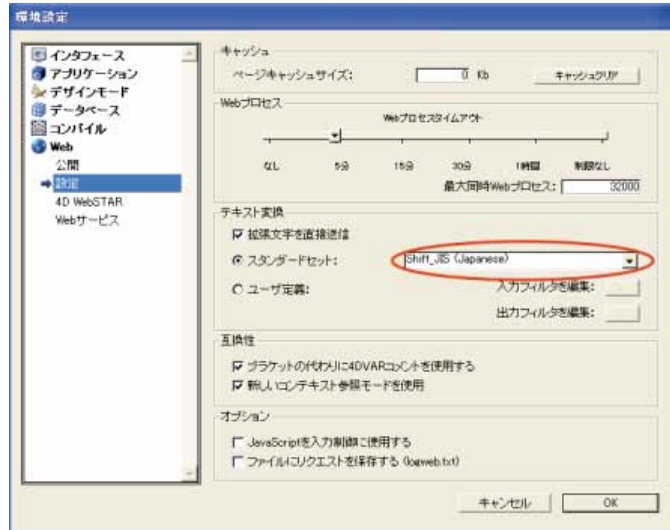 環境設定
インタフェース
アプリケーション
デザインモード
データベース
コンパイル
Web
公開
設定
4D WebSTAR
Webサービス
キャッシュ
ページキャッシュサイズ: 0 Kb キャッシュクリア
Webプロセス
Webプロセスタイムアウト
なし 5分 15分 30分 1時間 制限なし
最大同時Webプロセス: 32000
テキスト変換
拡張文字を直接送信
スタンダードセット: Shift_JIS (Japanese)
ユーザ定義: 入力フィルタを編集:
出力フィルタを編集:
互換性
ブラケットの代わりに4DVARコメントを使用する
新しいコンテキスト参照モードを使用
オプション
JavaScriptを入力制御に使用する
ファイルにリクエストを保存する (logweb.txt)
キャンセル OK